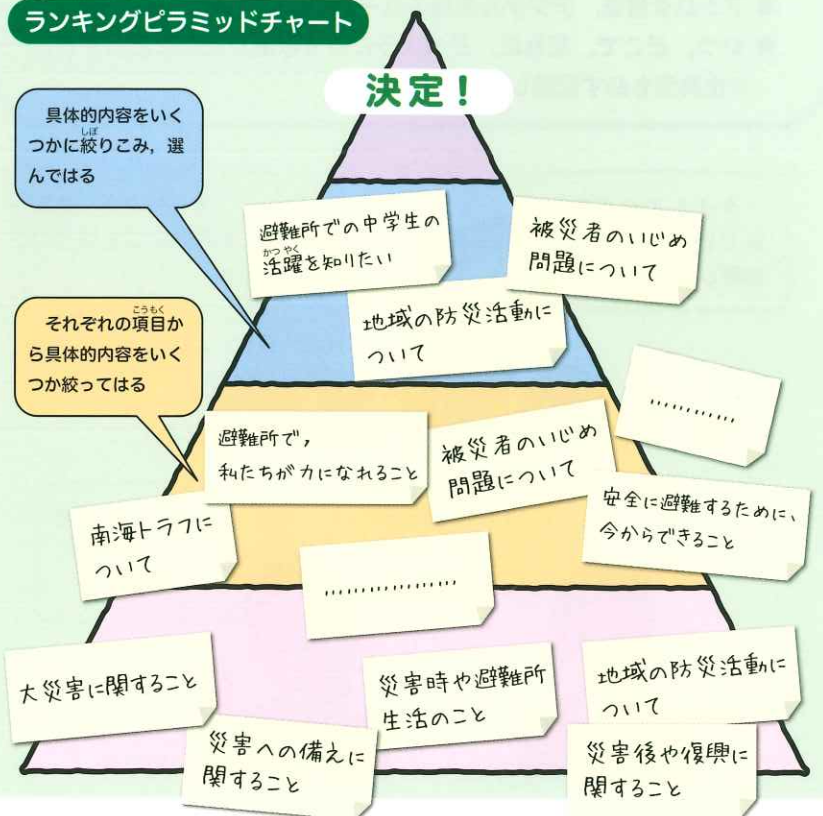 ランキングピラミッドチャート
決定！
具体的内容をいく
つかに絞りこみ，選
んではる
しぼ
避難所での中学生の
活躍を知りたい
かつやく
被災者のいじめ
問題について
地域の防災活動に
ついて
それぞれの項目か
ら具体的内容をいく
つか絞ってはる
こうもく
避難所で，
私たちが力になれること
被災者のいじめ
問題について
…………
南海トラフに
ついて
………………
安全に避難するために、
今からできること
大災害に関すること
災害時や避難所
生活のこと
地域の防災活動に
ついて
災害への備えに
関すること
災害後や復興に
関すること